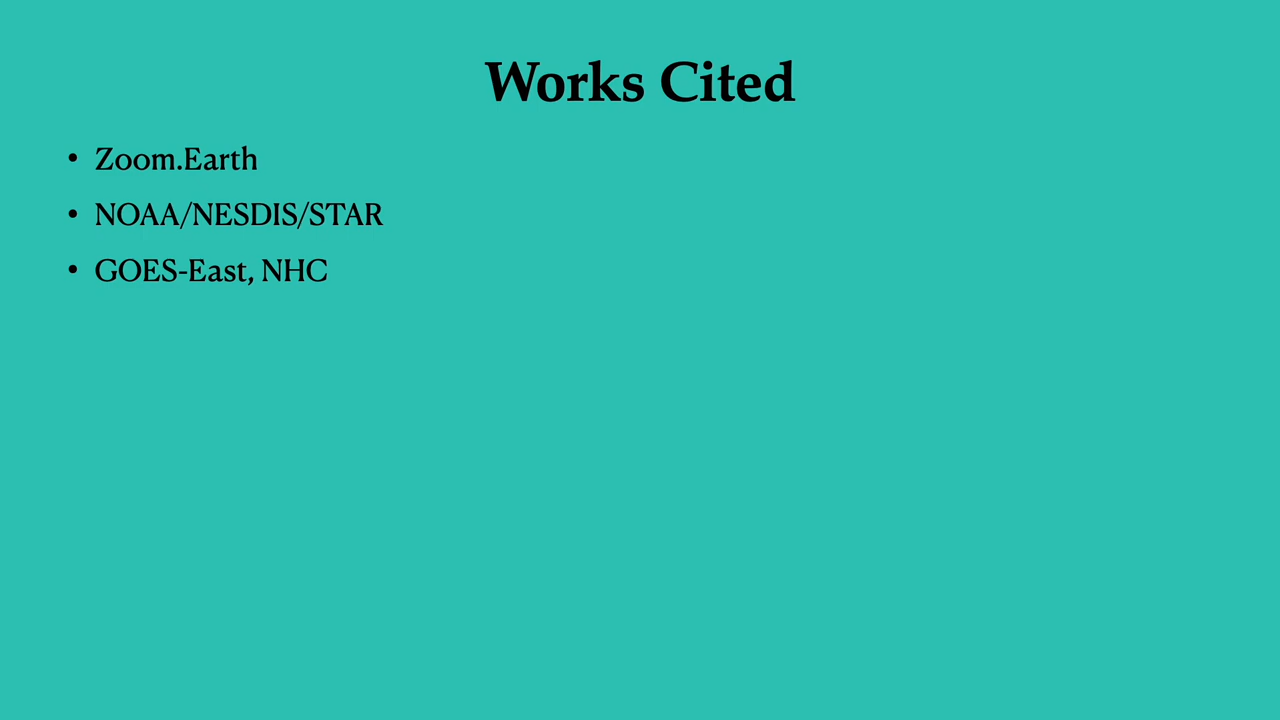 Works Cited
• Zoom.Earth
• NOAA/NESDIS/STAR
• GOES-East, NHC